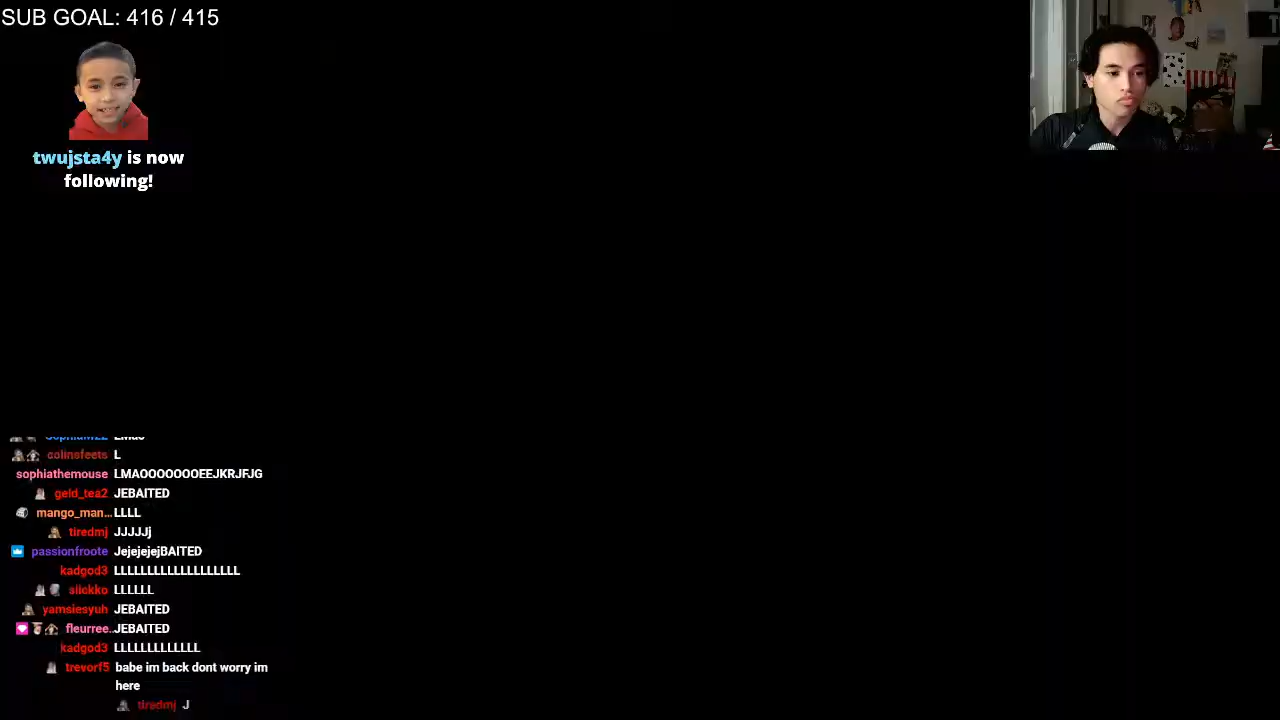 SUB GOAL: 416 / 415
twujsta4y is now
following!
colinsfeets L
sophiathemouse LMAOOOOOOOEEJKRJFJG
geld_tea2 JEBAITED
mango_man... LLLL
tiredmj JJJJJj
passionfroote JejejejejBAITED
kadgod3 LLLLLLLLLLLLLLLLLLL
slickko LLLLLL
yamsiesyuh JEBAITED
fleurree.. JEBAITED
kadgod3 LLLLLLLLLLLLL
trevorf5 babe im back dont worry im
here
tiredmj J